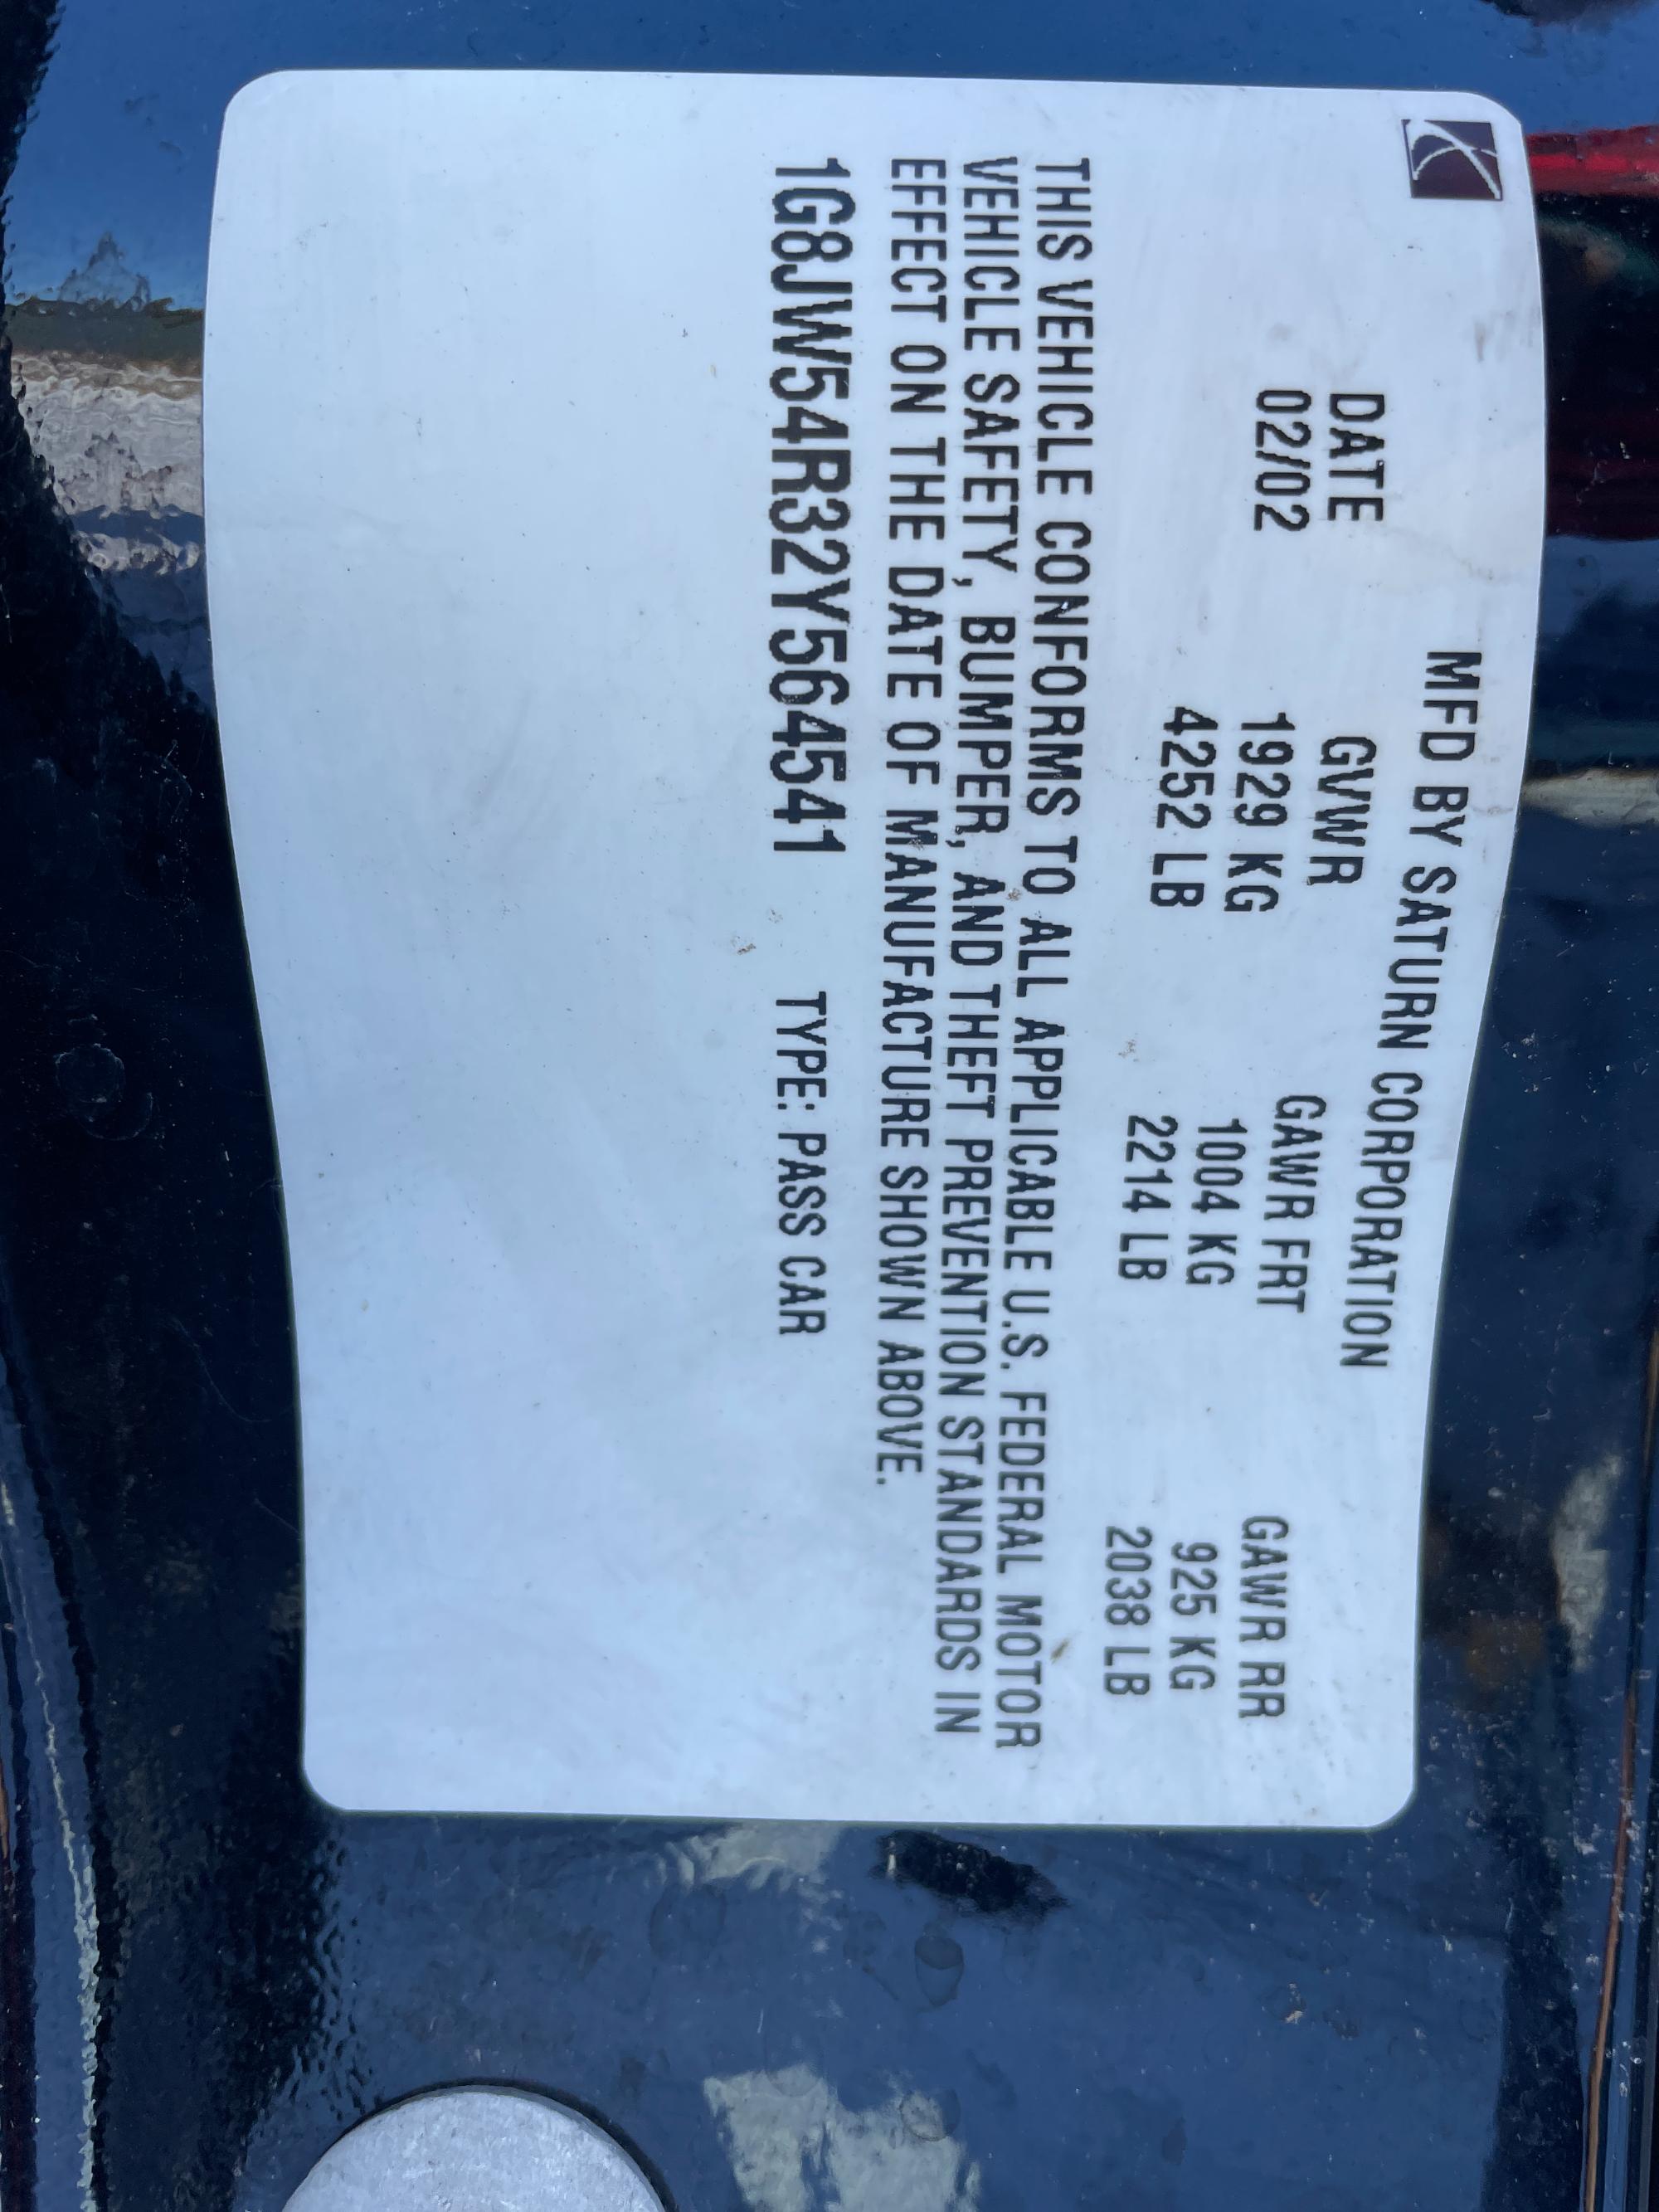 MFD BY SATURN CORPORATION
DATE GVWR GAWR FRT GAWR RR
02/02 1929 KG 1004 KG 925 KG
4252 LB 2214 LB 2038 LB
THIS VEHICLE CONFORMS TO ALL APPLICABLE U.S. FEDERAL MOTOR
VEHICLE SAFETY, BUMPER, AND THEFT PREVENTION STANDARDS IN
EFFECT ON THE DATE OF MANUFACTURE SHOWN ABOVE.
1G8JW54R32Y564541 TYPE: PASS CAR